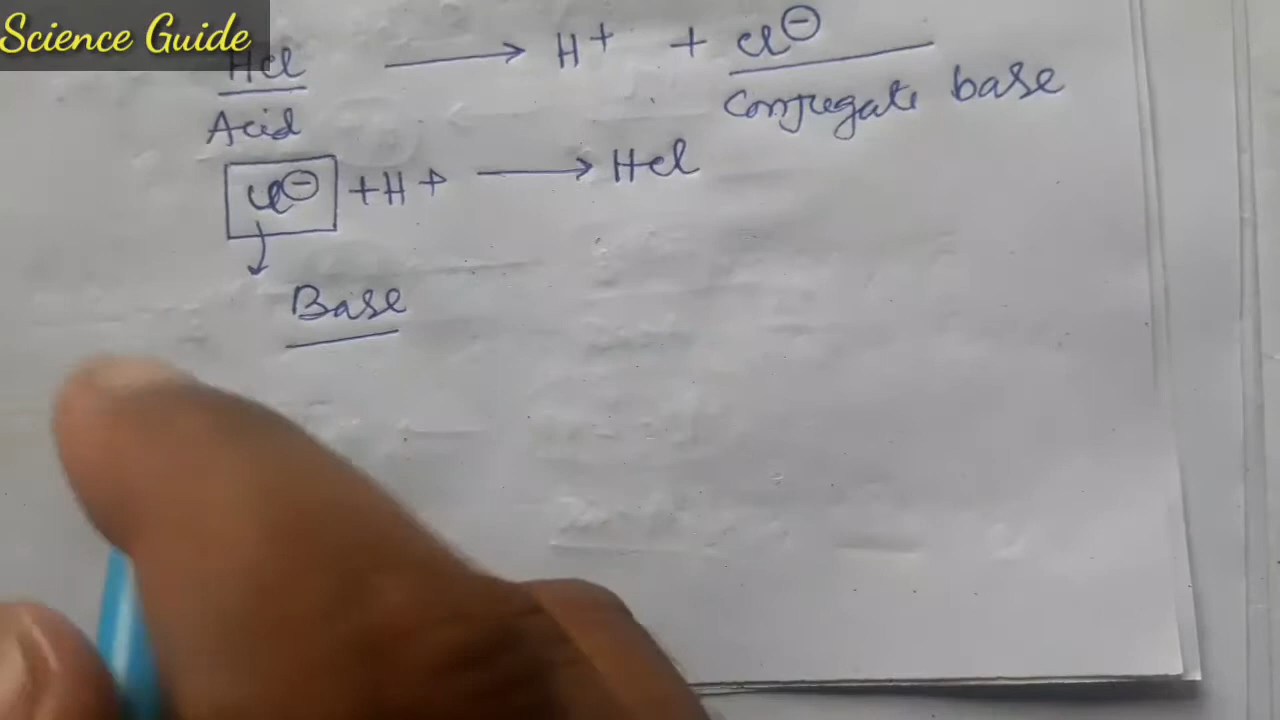 Science Guide
Hcl ⟶ H+ + Cl⊖
Acid Conjugate base
Cl⊖ + H+ ⟶ Hcl
Base